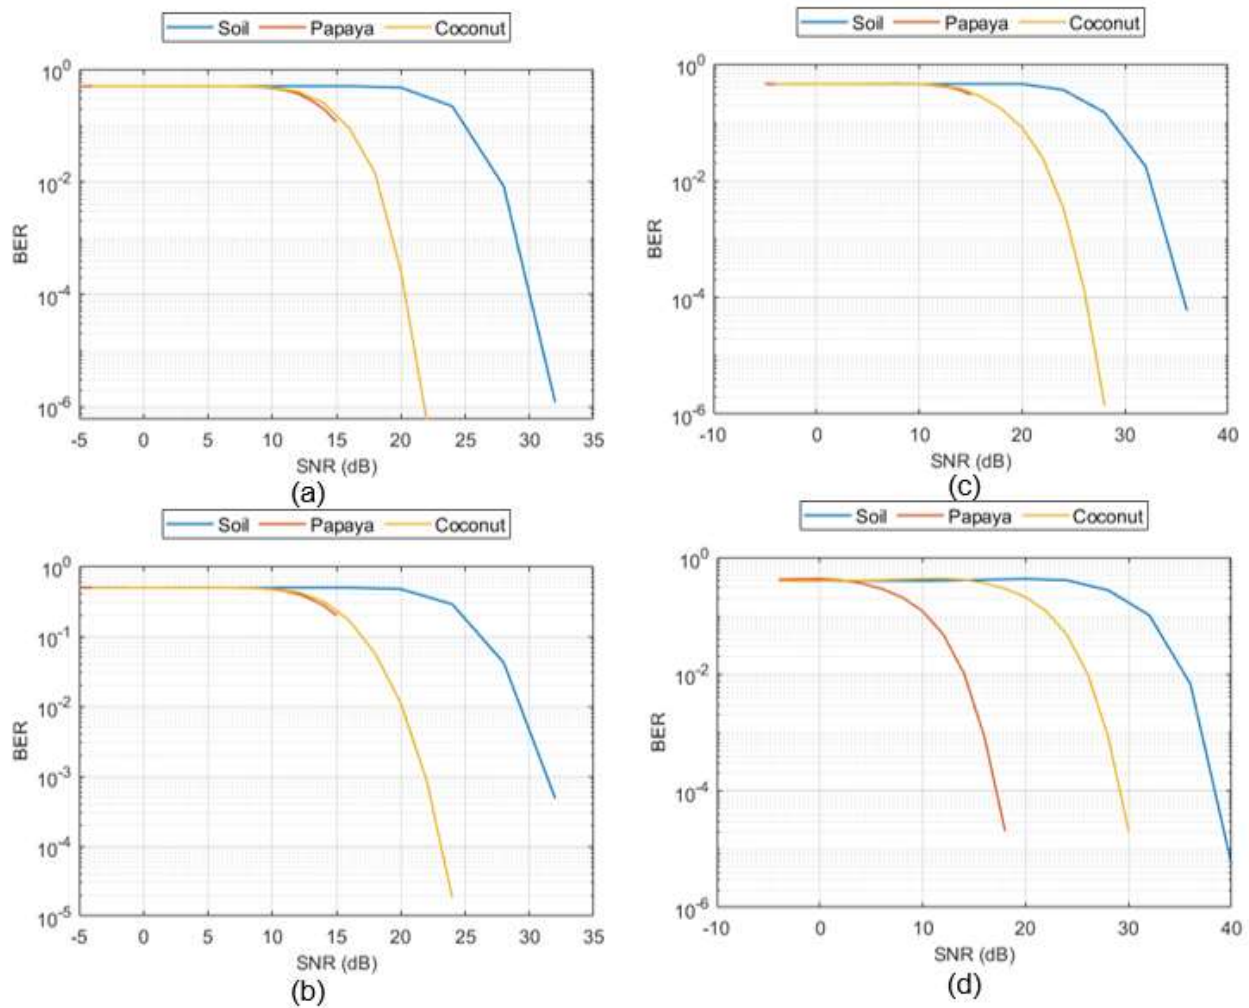 Soil Papaya Coconut
10^0
10^-2
10^-4
10^-6
BER
-5 0 5 10 15 20 25 30 35
SNR (dB)
(a)
Soil Papaya Coconut
10^0
10^-2
10^-4
10^-6
BER
-10 0 10 20 30 40
SNR (dB)
(c)
Soil Papaya Coconut
10^0
10^-1
10^-2
10^-3
10^-4
10^-5
BER
-5 0 5 10 15 20 25 30 35
SNR (dB)
(b)
Soil Papaya Coconut
10^0
10^-2
10^-4
10^-6
BER
-10 0 10 20 30 40
SNR (dB)
(d)